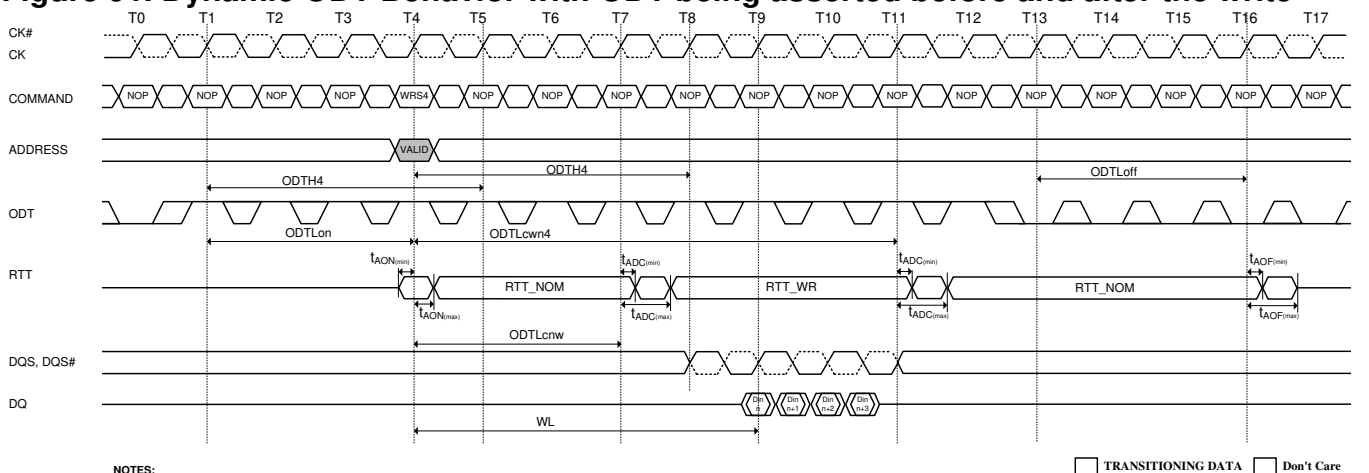 Figure Dynamic ODT Behavior with ODT being asserted before and after the write
T0 T1 T2 T3 T4 T5 T6 T7 T8 T9 T10 T11 T12 T13 T14 T15 T16 T17
CK#
CK
COMMAND NOP NOP NOP NOP WRS4 NOP NOP NOP NOP NOP NOP NOP NOP NOP NOP NOP NOP NOP
ADDRESS VALID
ODTH4 ODTH4 ODTLoff
ODT
ODTLon ODTLcwn4
tAON(min) tADC(min) tADC(min) tAOF(min)
RTT RTT_NOM RTT_WR RTT_NOM
tAON(max) tADC(max) tADC(max) tAOF(max)
ODTLcnw
DQS, DQS#
DQ Din n Din n+1 Din n+2 Din n+3
WL
NOTES: TRANSITIONING DATA Don't Care